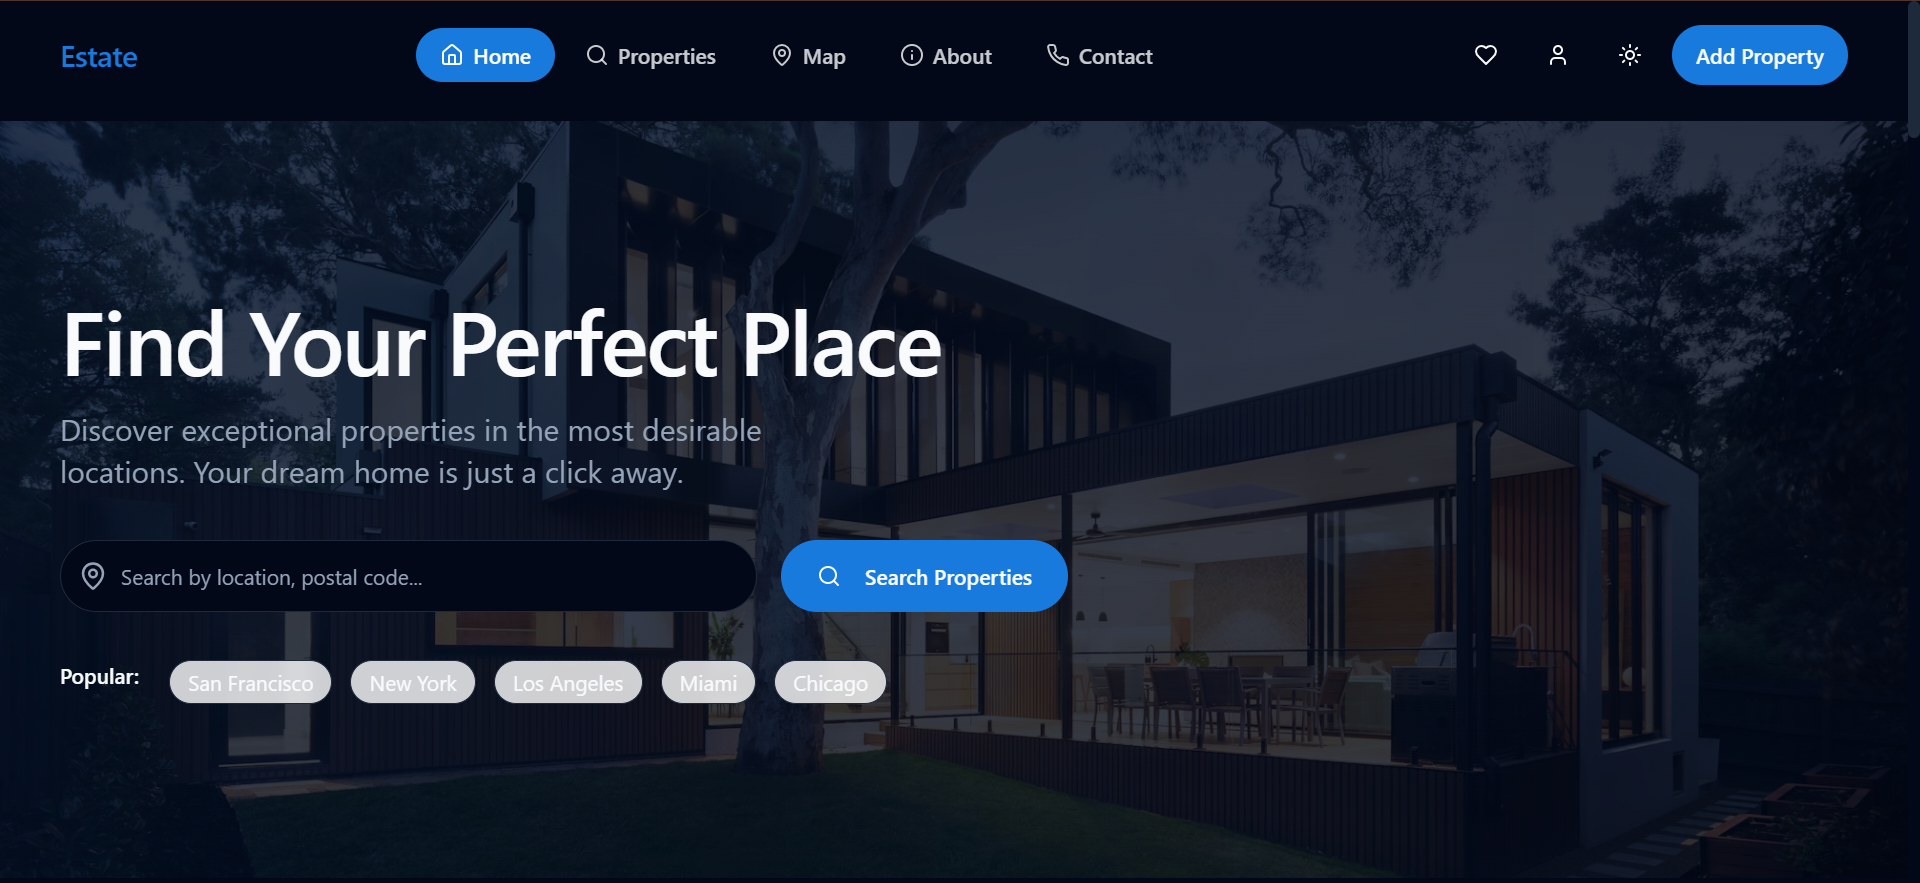 Estate
Home
Properties
Map
About
Contact
Add Property
Find Your Perfect Place
Discover exceptional properties in the most desirable
locations. Your dream home is just a click away.
Search by location, postal code...
Search Properties
Popular:
San Francisco
New York
Los Angeles
Miami
Chicago